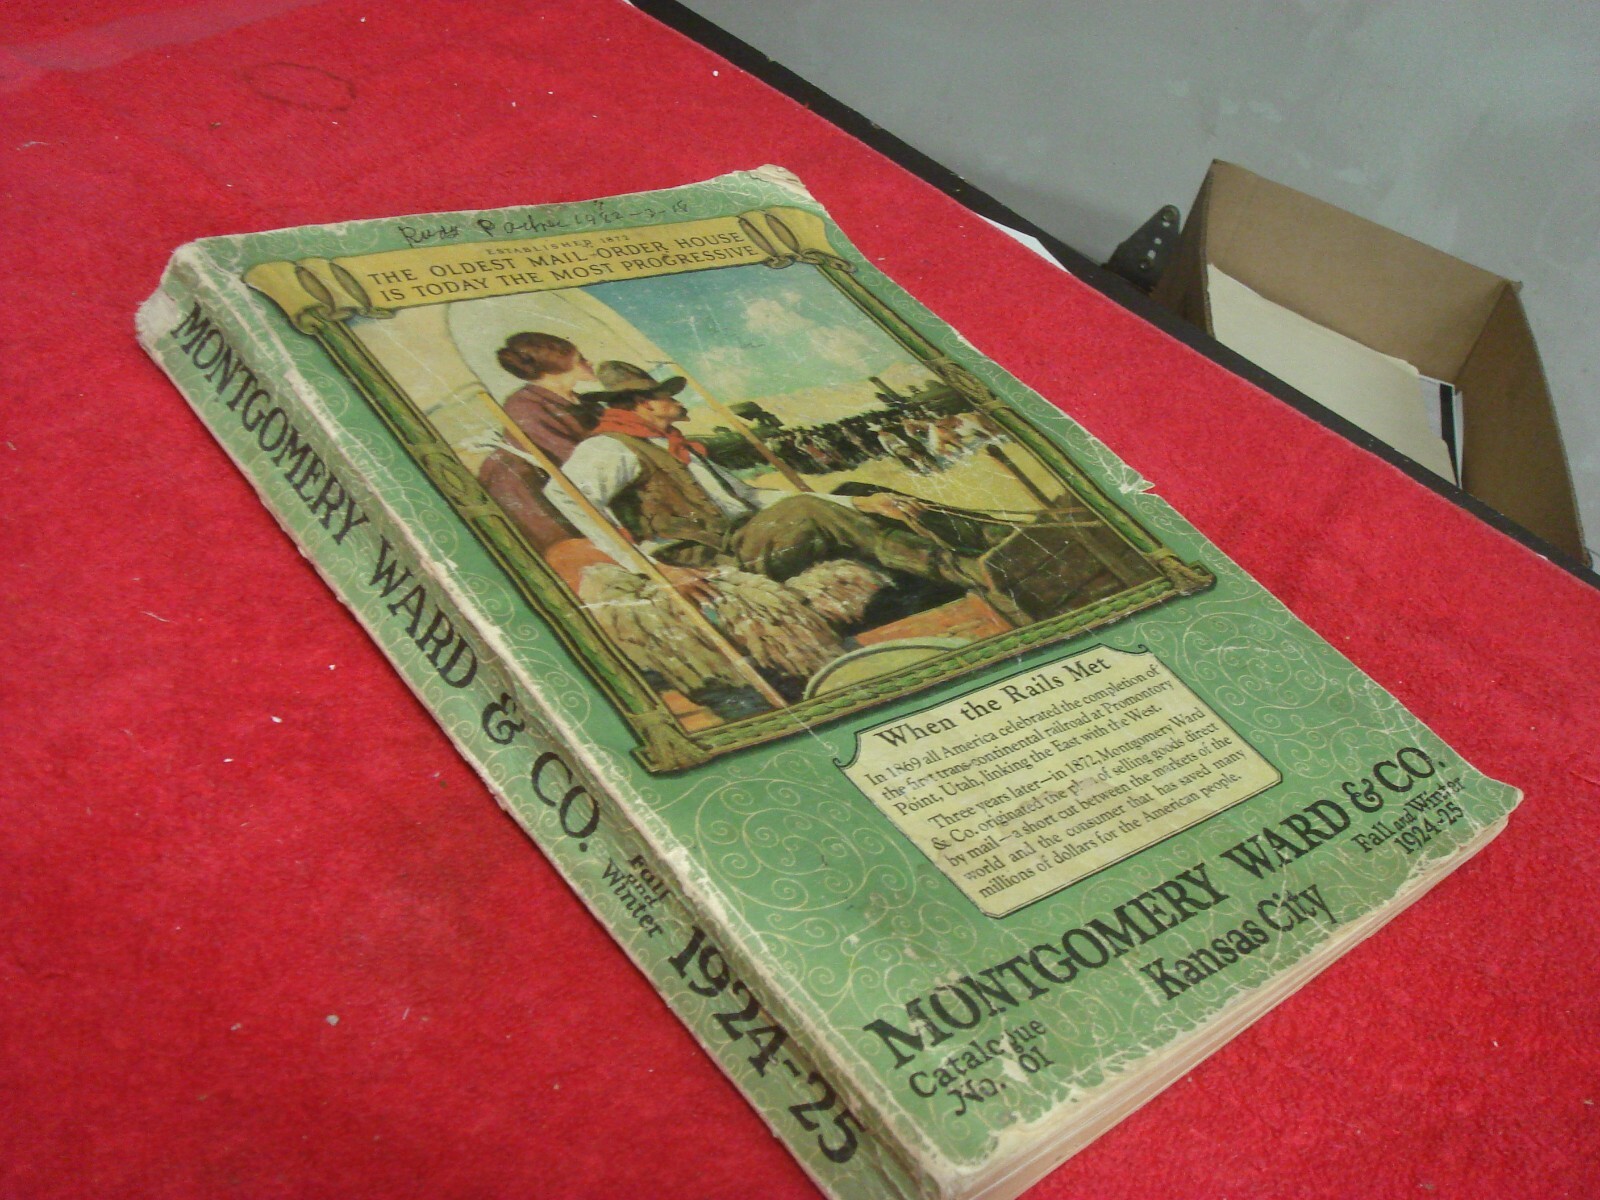 ESTABLISHED 1872
THE OLDEST MAIL-ORDER HOUSE
IS TODAY THE MOST PROGRESSIVE
When the Rails Met
In 1869 all America celebrated the completion of
the first trans-continental railroad at Promontory
Point, Utah, linking the East with the West.
Three years later—in 1872, Montgomery Ward
& Co. originated the plan of selling goods direct
by mail—a short cut between the markets of the
world and the consumer that has saved many
millions of dollars for the American people.
MONTGOMERY WARD & CO.
Kansas City
Catalogue
No. 01
Fall and Winter
1924-25
MONTGOMERY WARD & CO.
Fall
and
Winter
1924-25